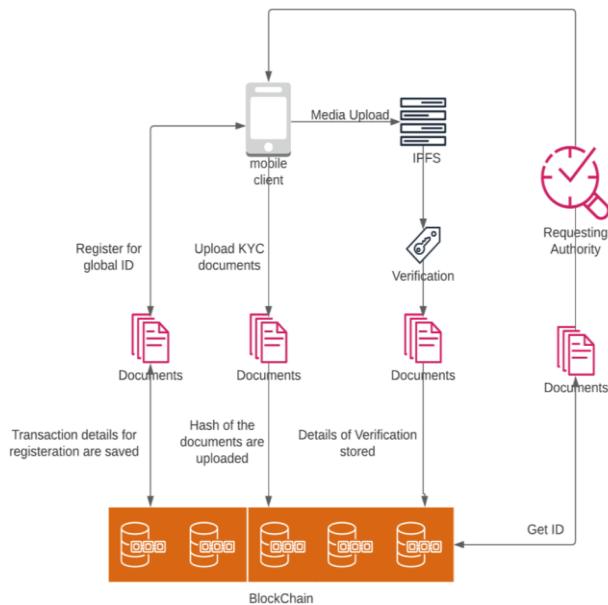 Media Upload
mobile
client
IPFS
Requesting
Authority
Register for
global ID
Upload KYC
documents
Verification
Documents
Documents
Documents
Documents
Transaction details for
registeration are saved
Hash of the
documents are
uploaded
Details of Verification
stored
Get ID
BlockChain